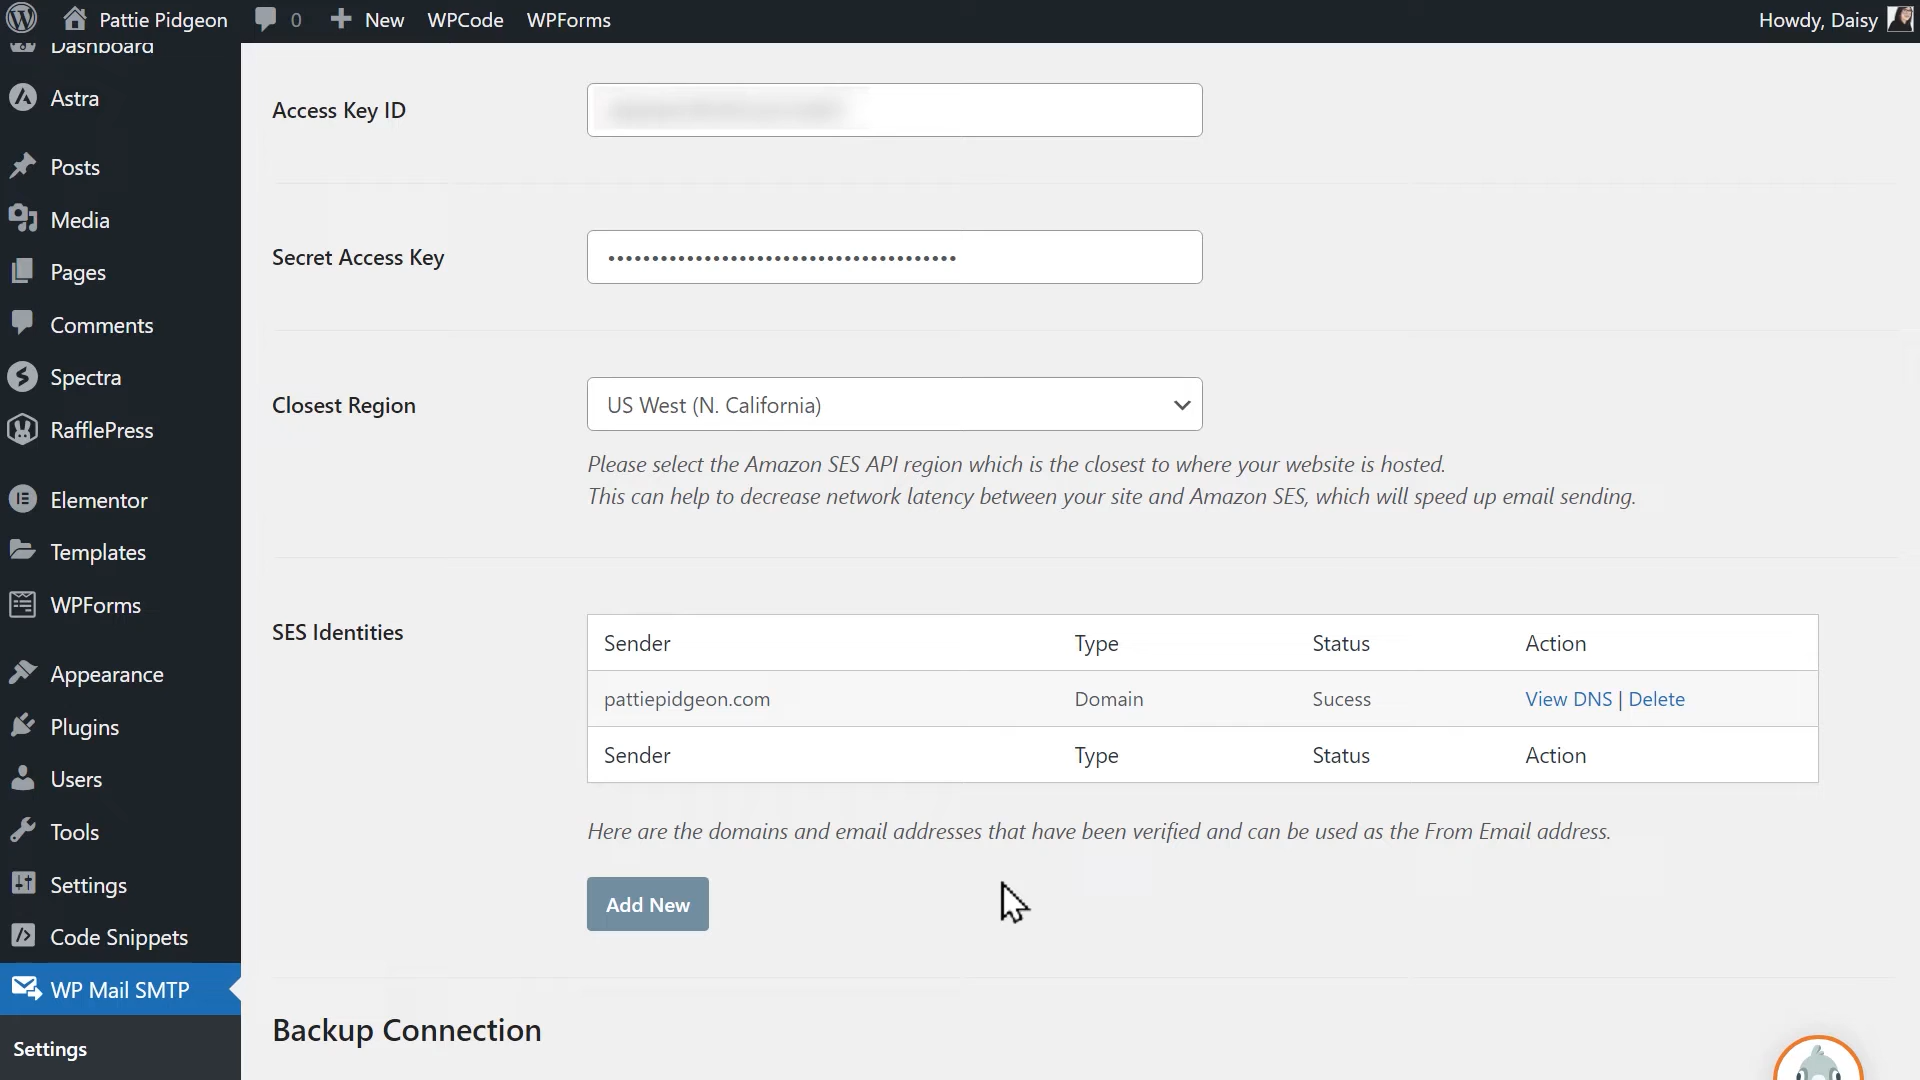 Pattie Pidgeon 0 New WPCode WPForms Howdy, Daisy
Dashboard
Astra
Posts
Media
Pages
Comments
Spectra
RafflePress
Elementor
Templates
WPForms
Appearance
Plugins
Users
Tools
Settings
Code Snippets
WP Mail SMTP
Settings
Access Key ID
Secret Access Key
••••••••••••••••••••••••••••••••••••••••
Closest Region
US West (N. California)
Please select the Amazon SES API region which is the closest to where your website is hosted.
This can help to decrease network latency between your site and Amazon SES, which will speed up email sending.
SES Identities
Sender Type Status Action
pattiepidgeon.com Domain Sucess View DNS | Delete
Sender Type Status Action
Here are the domains and email addresses that have been verified and can be used as the From Email address.
Add New
Backup Connection